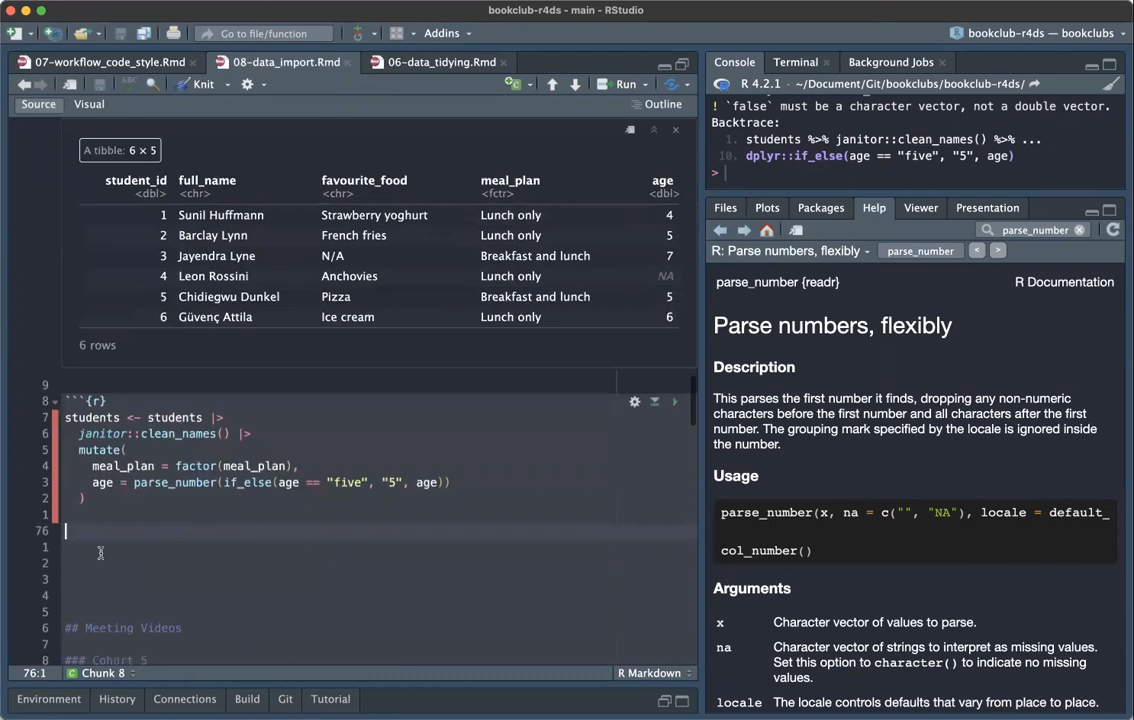 bookclub-r4ds - main - RStudio
Go to file/function
Addins
bookclub-r4ds — bookclubs
07-workflow_code_style.Rmd
08-data_import.Rmd
06-data_tidying.Rmd
Knit
Run
Source
Visual
Outline
A tibble: 6 × 5
student_id full_name favourite_food meal_plan age
<dbl> <chr> <chr> <fctr> <dbl>
1 Sunil Huffmann Strawberry yoghurt Lunch only 4
2 Barclay Lynn French fries Lunch only 5
3 Jayendra Lyne N/A Breakfast and lunch 7
4 Leon Rossini Anchovies Lunch only NA
5 Chidiegwu Dunkel Pizza Breakfast and lunch 5
6 Güvenç Attila Ice cream Lunch only 6
6 rows
9
8 ```{r}
7 students <- students |>
6 janitor::clean_names() |>
5 mutate(
4 meal_plan = factor(meal_plan),
3 age = parse_number(if_else(age == "five", "5", age))
2 )
1
76
1
2
3
4
5
6 ## Meeting Videos
7
8 ### Cohort 5
76:1 Chunk 8 R Markdown
Environment History Connections Build Git Tutorial
Console Terminal Background Jobs
R 4.2.1 · ~/Document/Git/bookclubs/bookclub-r4ds/
! `false` must be a character vector, not a double vector.
Backtrace:
1. students %>% janitor::clean_names() %>% ...
10. dplyr::if_else(age == "five", "5", age)
>
Files Plots Packages Help Viewer Presentation
parse_number
R: Parse numbers, flexibly
parse_number
parse_number {readr} R Documentation
Parse numbers, flexibly
Description
This parses the first number it finds, dropping any non-numeric
characters before the first number and all characters after the first
number. The grouping mark specified by the locale is ignored inside
the number.
Usage
parse_number(x, na = c("", "NA"), locale = default_
col_number()
Arguments
x Character vector of values to parse.
na Character vector of strings to interpret as missing values.
Set this option to character() to indicate no missing
values.
locale The locale controls defaults that vary from place to place.